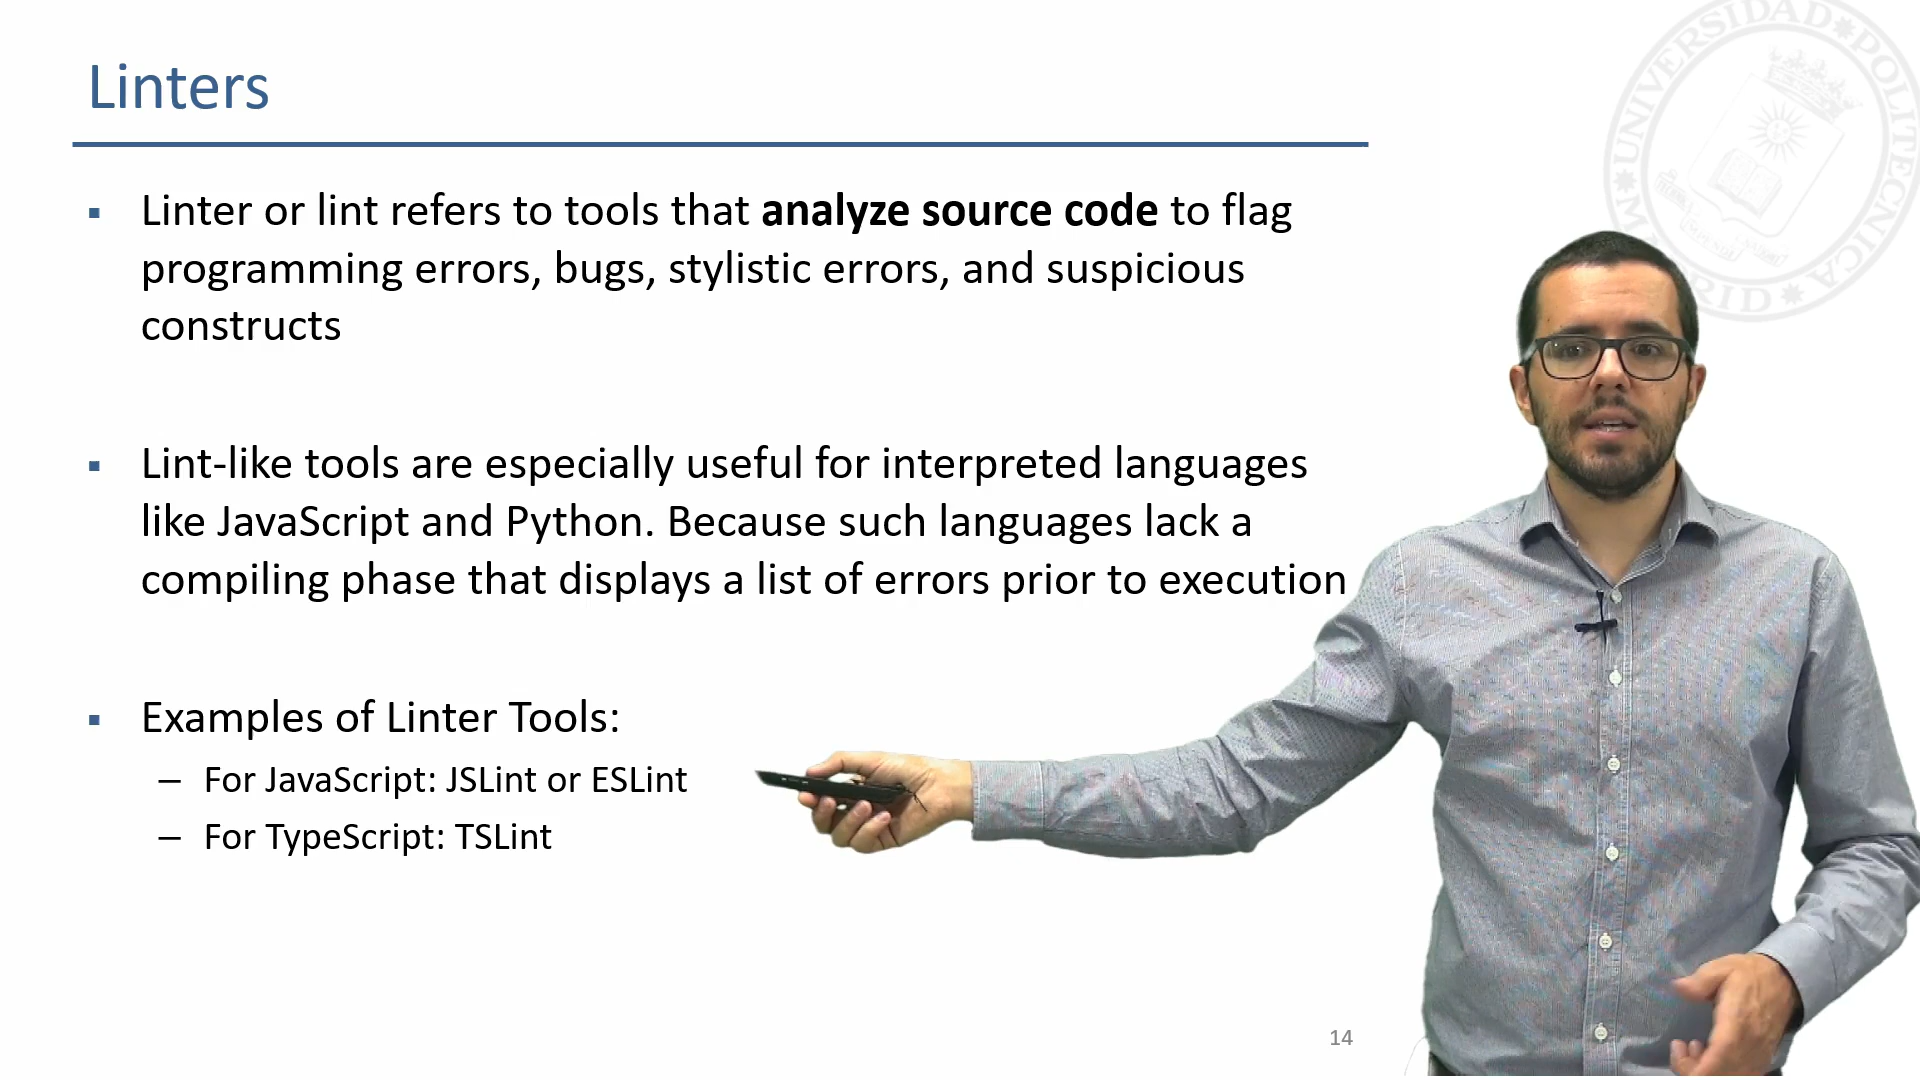 UNIVERSIDAD POLITECNICA
Linters
Linter or lint refers to tools that analyze source code to flag
programming errors, bugs, stylistic errors, and suspicious
constructs
Lint-like tools are especially useful for interpreted languages
like JavaScript and Python. Because such languages lack a
compiling phase that displays a list of errors prior to execution
Examples of Linter Tools:
– For JavaScript: JSLint or ESLint
– For TypeScript: TSLint
14